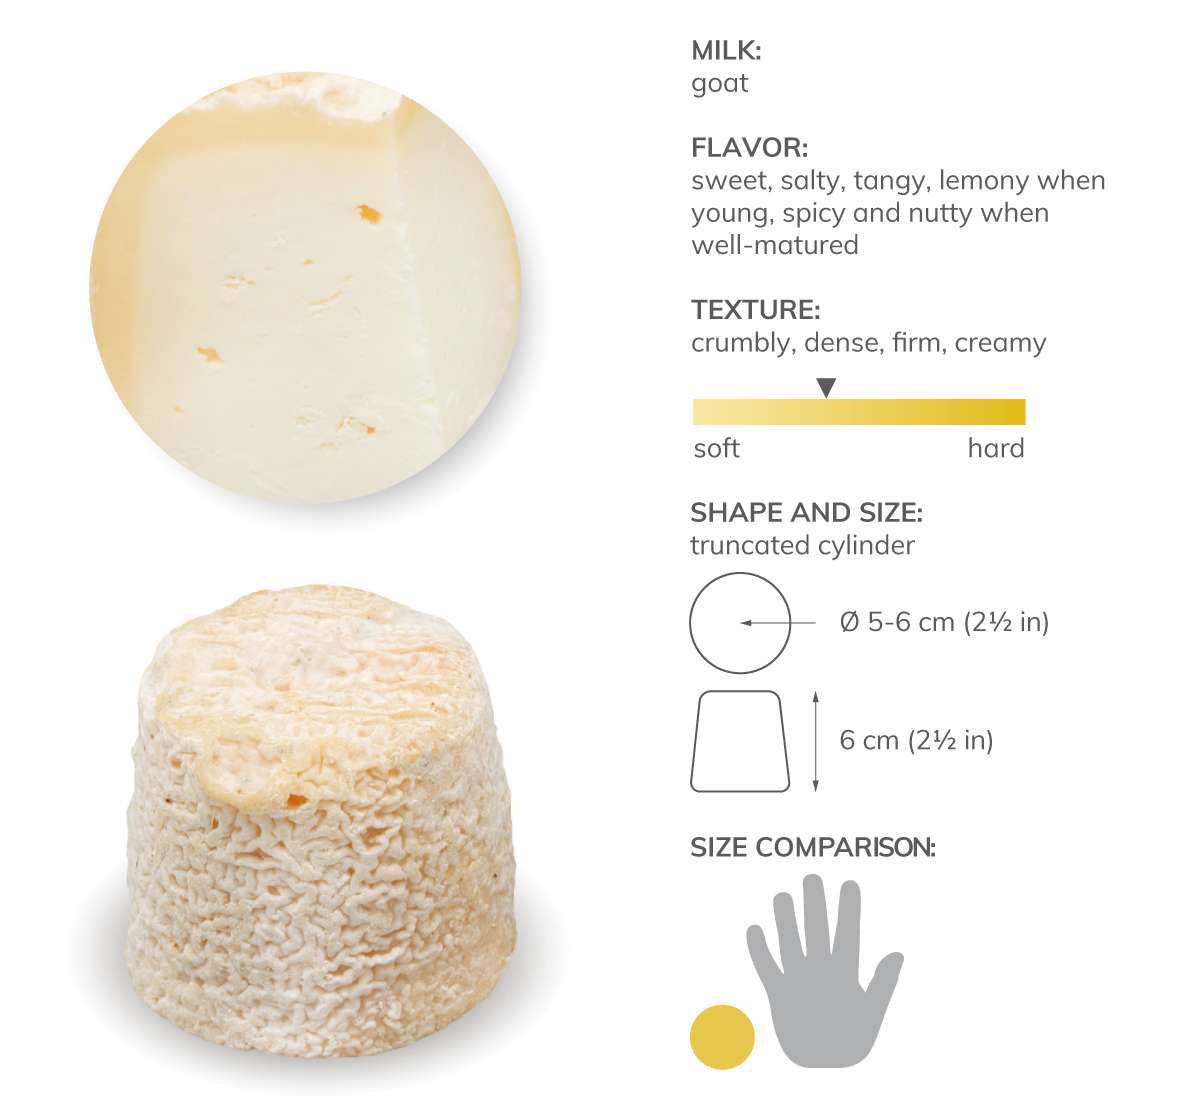 MILK:
goat
FLAVOR:
sweet, salty, tangy, lemony when
young, spicy and nutty when
well-matured
TEXTURE:
crumbly, dense, firm, creamy
soft hard
SHAPE AND SIZE:
truncated cylinder
Ø 5-6 cm (2½ in)
6 cm (2½ in)
SIZE COMPARISON: